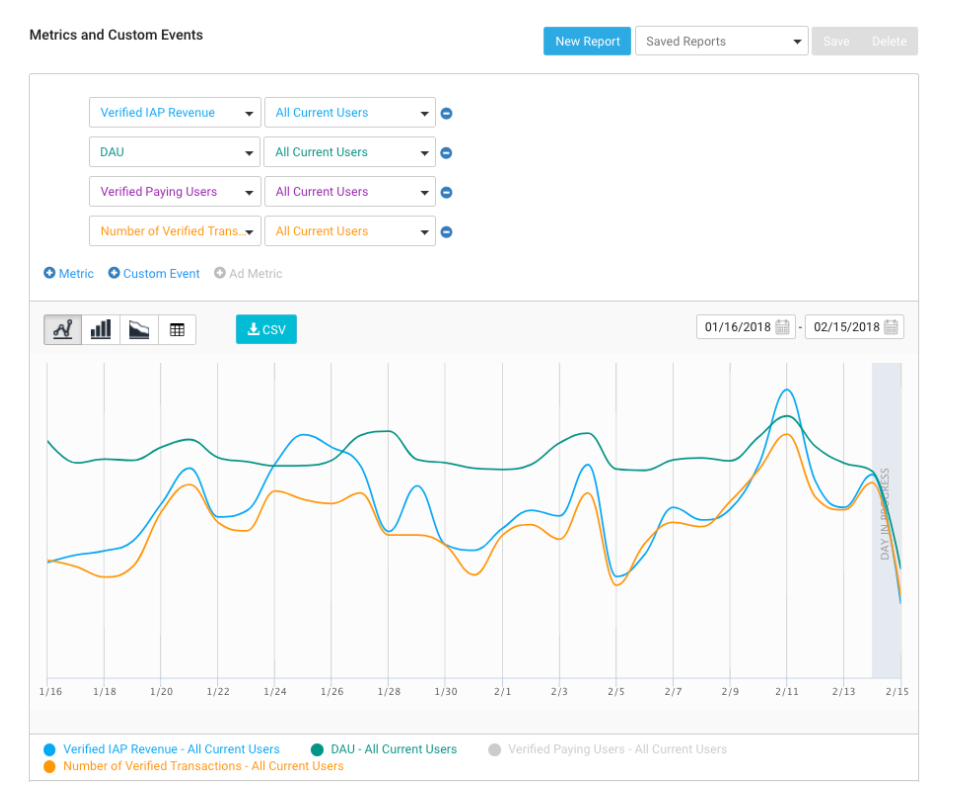 Metrics and Custom Events
New Report Saved Reports Save Delete
Verified IAP Revenue All Current Users
DAU All Current Users
Verified Paying Users All Current Users
Number of Verified Trans... All Current Users
Metric Custom Event Ad Metric
CSV 01/16/2018 - 02/15/2018
DAY IN PROGRESS
1/16 1/18 1/20 1/22 1/24 1/26 1/28 1/30 2/1 2/3 2/5 2/7 2/9 2/11 2/13 2/15
Verified IAP Revenue - All Current Users DAU - All Current Users Verified Paying Users - All Current Users
Number of Verified Transactions - All Current Users